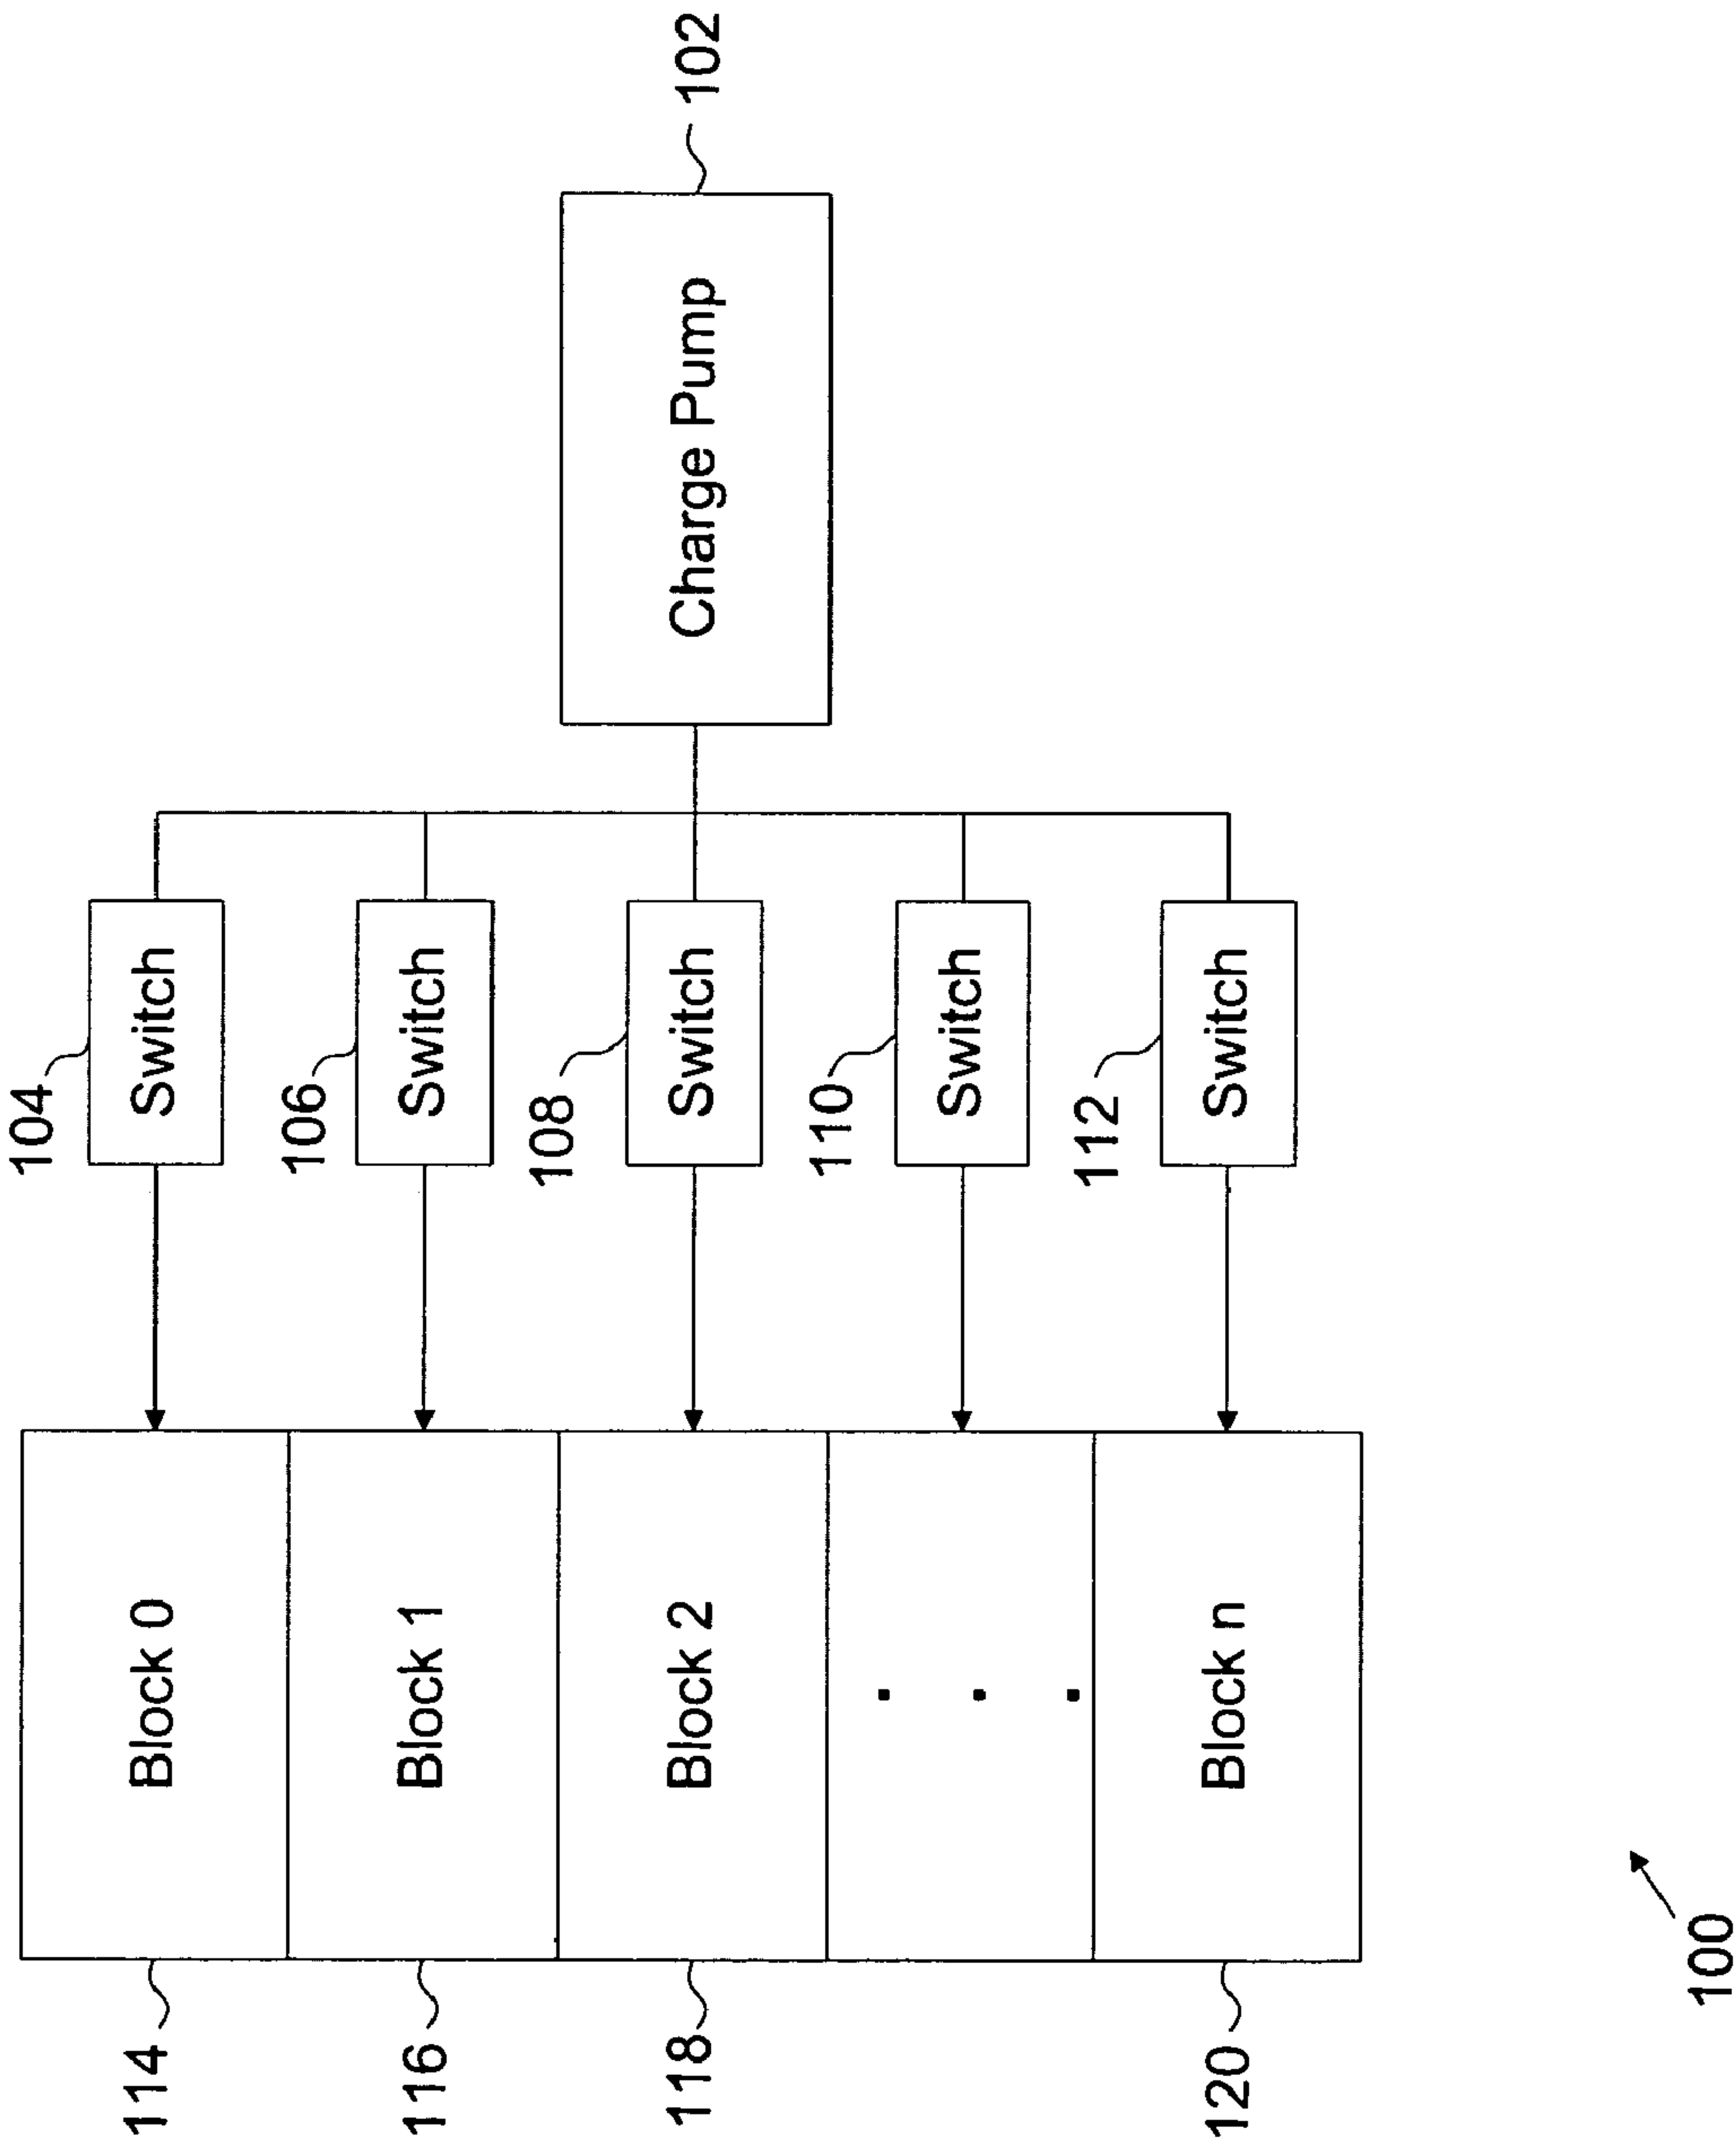 104
114
Block 0
Switch
106
116
Block 1
Switch
108
118
Block 2
Switch
Charge Pump
102
110
. . .
Switch
112
120
Block n
Switch
100